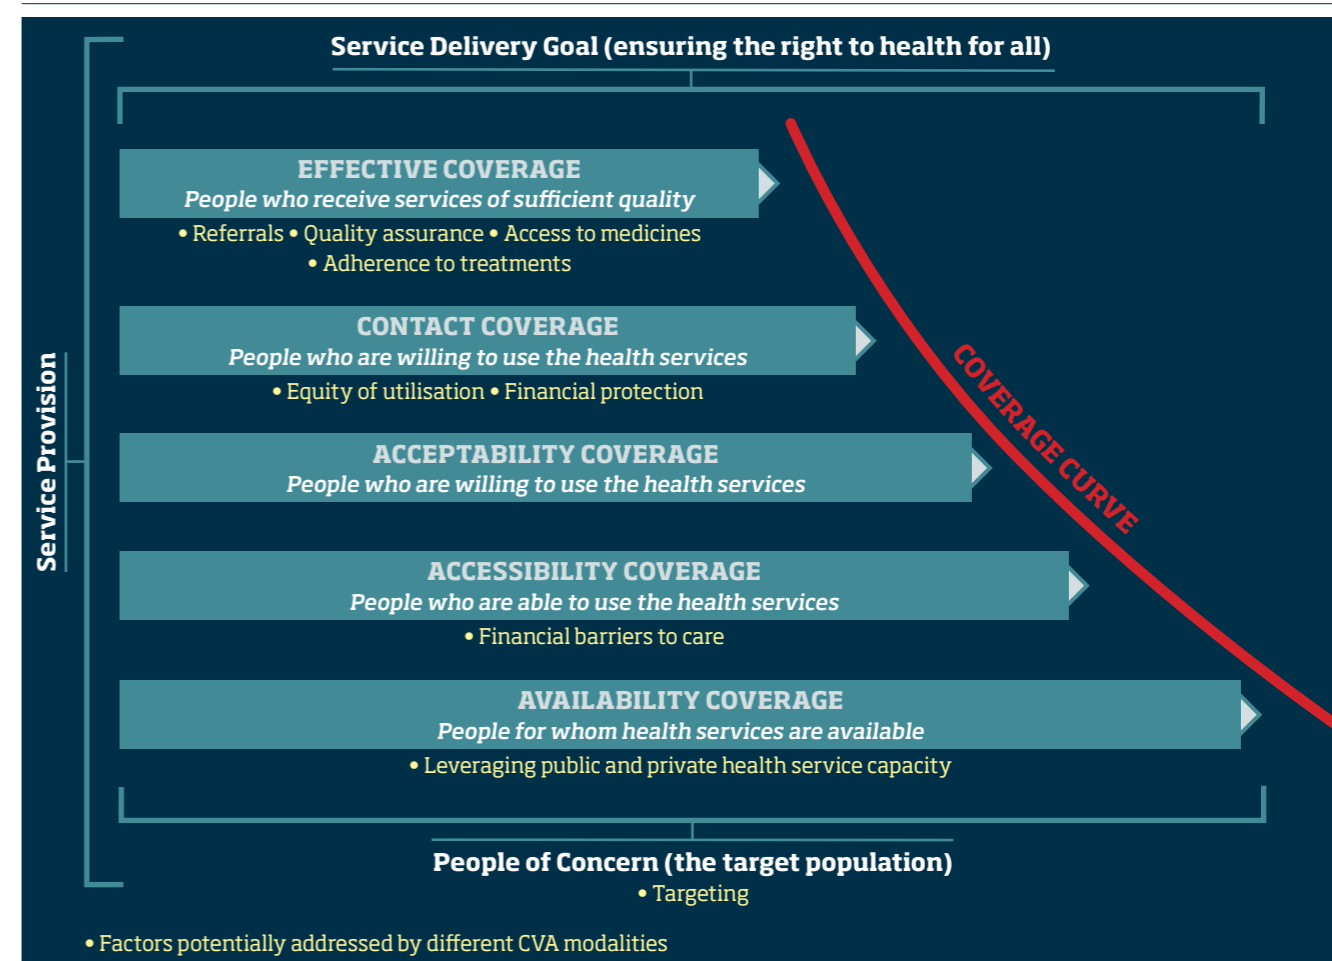 Service Delivery Goal (ensuring the right to health for all)
EFFECTIVE COVERAGE
People who receive services of sufficient quality
• Referrals • Quality assurance • Access to medicines
• Adherence to treatments
CONTACT COVERAGE
People who are willing to use the health services
• Equity of utilisation • Financial protection
ACCEPTABILITY COVERAGE
People who are willing to use the health services
ACCESSIBILITY COVERAGE
People who are able to use the health services
• Financial barriers to care
AVAILABILITY COVERAGE
People for whom health services are available
• Leveraging public and private health service capacity
Service Provision
COVERAGE CURVE
People of Concern (the target population)
• Targeting
• Factors potentially addressed by different CVA modalities